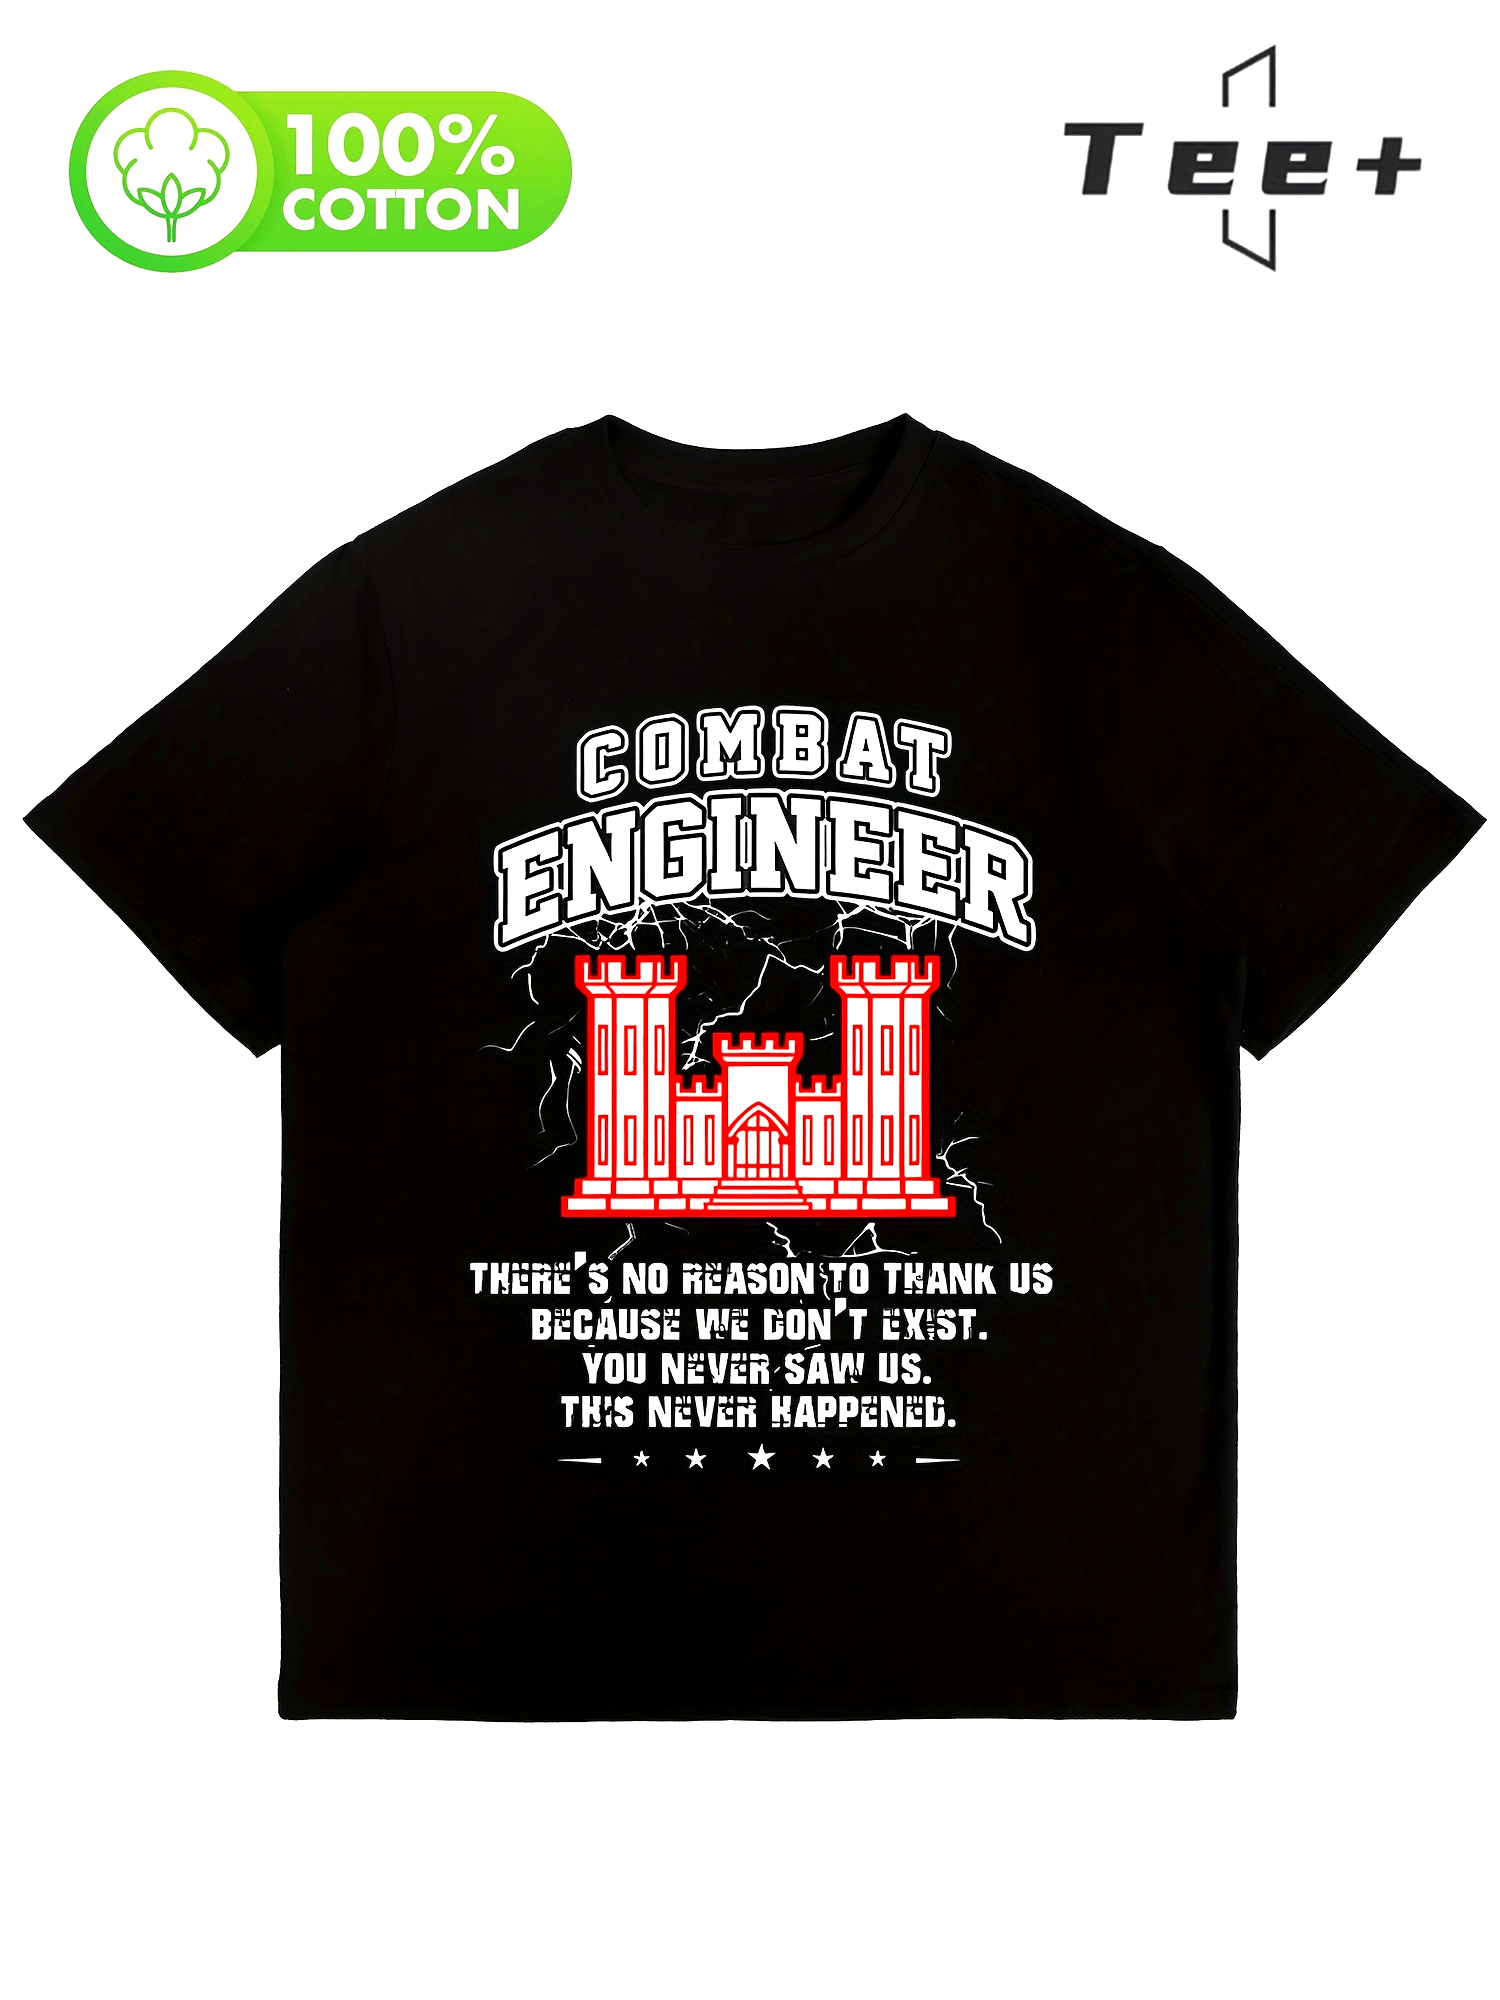 100%
COTTON
Tee+
COMBAT
ENGINEER
THERE'S NO REASON TO THANK US
BECAUSE WE DON'T EXIST.
YOU NEVER SAW US.
THIS NEVER HAPPENED.